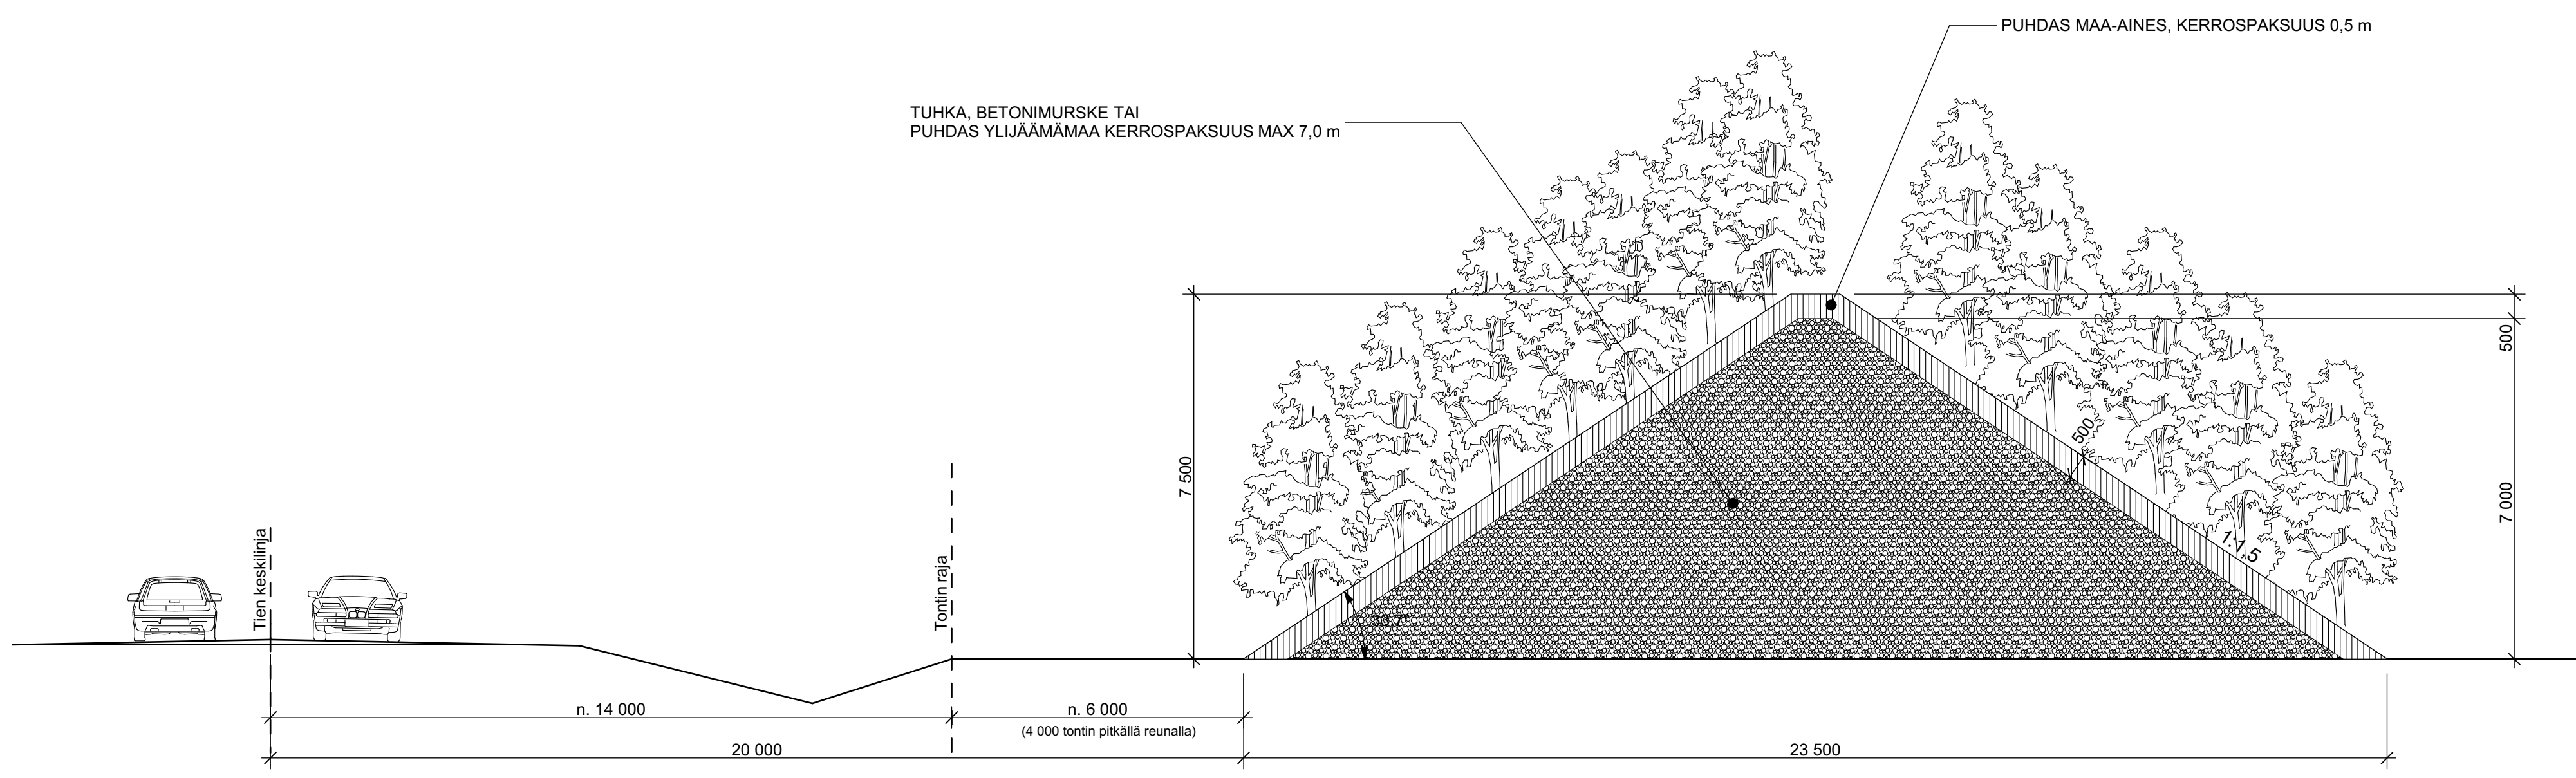 PUHDAS MAA-AINES, KERROSPAKSUUS 0,5 m
TUHKA, BETONIMURSKE TAI
PUHDAS YLIJÄÄMÄMAA KERROSPAKSUUS MAX 7,0 m
500
7 500
500
7 000
1:1,5
Tien keskilinja
Tontin raja
33,7°
n. 14 000
n. 6 000
(4 000 tontin pitkällä reunalla)
20 000
23 500